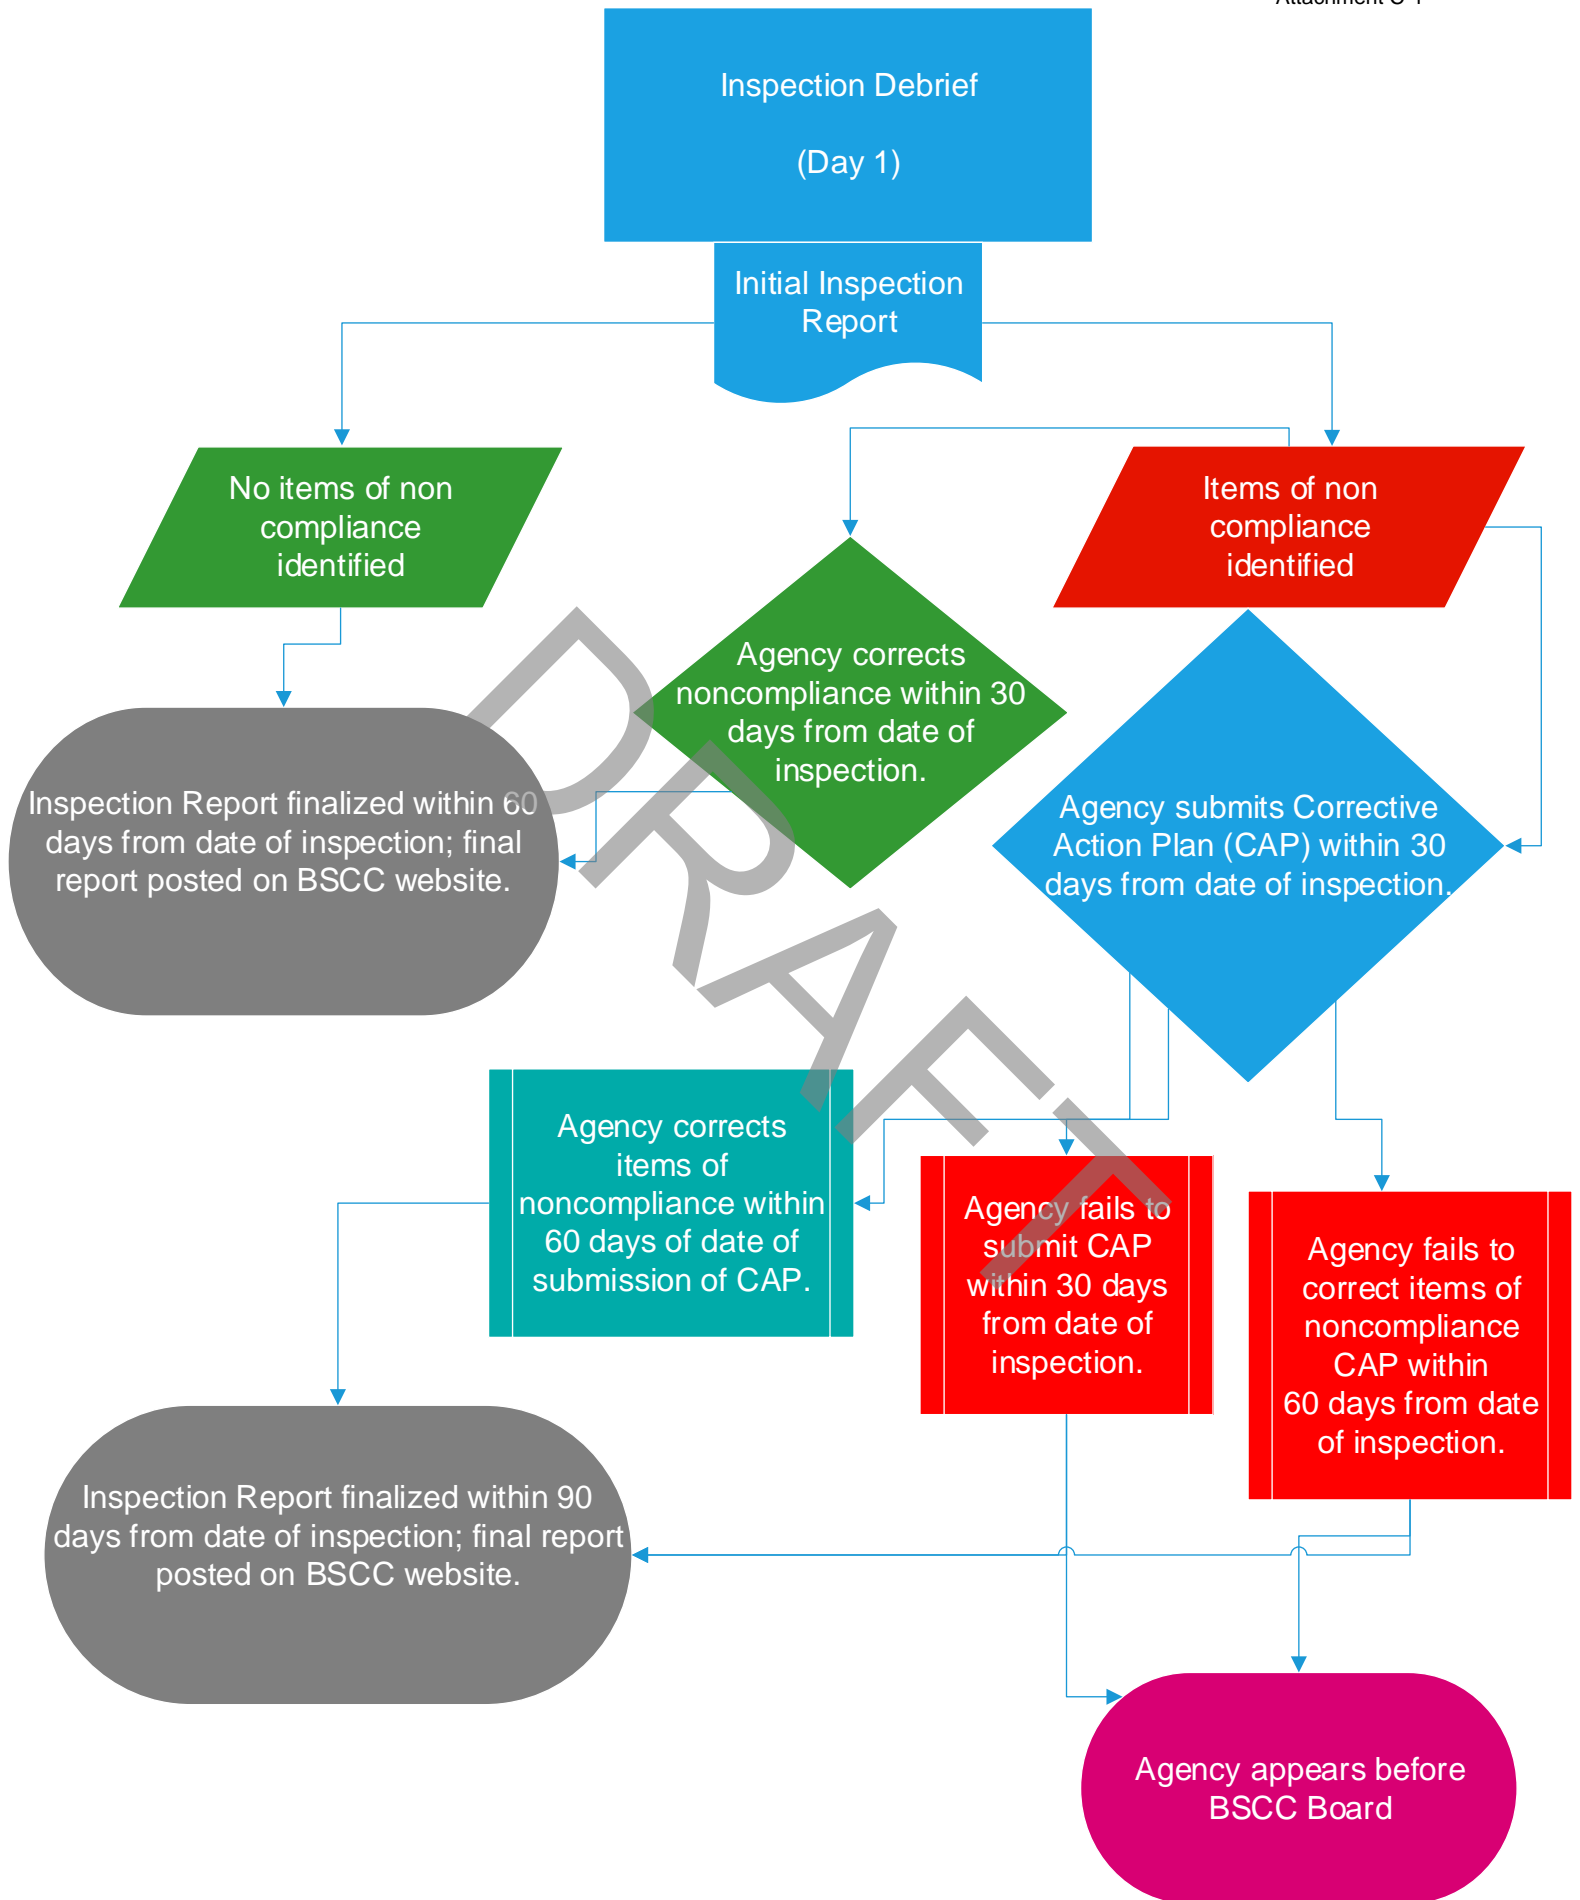 Attachment C-1
Inspection Debrief
(Day 1)
Initial Inspection
Report
No items of non
compliance
identified
Items of non
compliance
identified
Agency corrects
noncompliance within 30
days from date of
inspection.
Inspection Report finalized within 60
days from date of inspection; final
report posted on BSCC website.
Agency submits Corrective
Action Plan (CAP) within 30
days from date of inspection.
DRAFT
Agency corrects
items of
noncompliance within
60 days of date of
submission of CAP.
Agency fails to
submit CAP
within 30 days
from date of
inspection.
Agency fails to
correct items of
noncompliance
CAP within
60 days from date
of inspection.
Inspection Report finalized within 90
days from date of inspection; final report
posted on BSCC website.
Agency appears before
BSCC Board